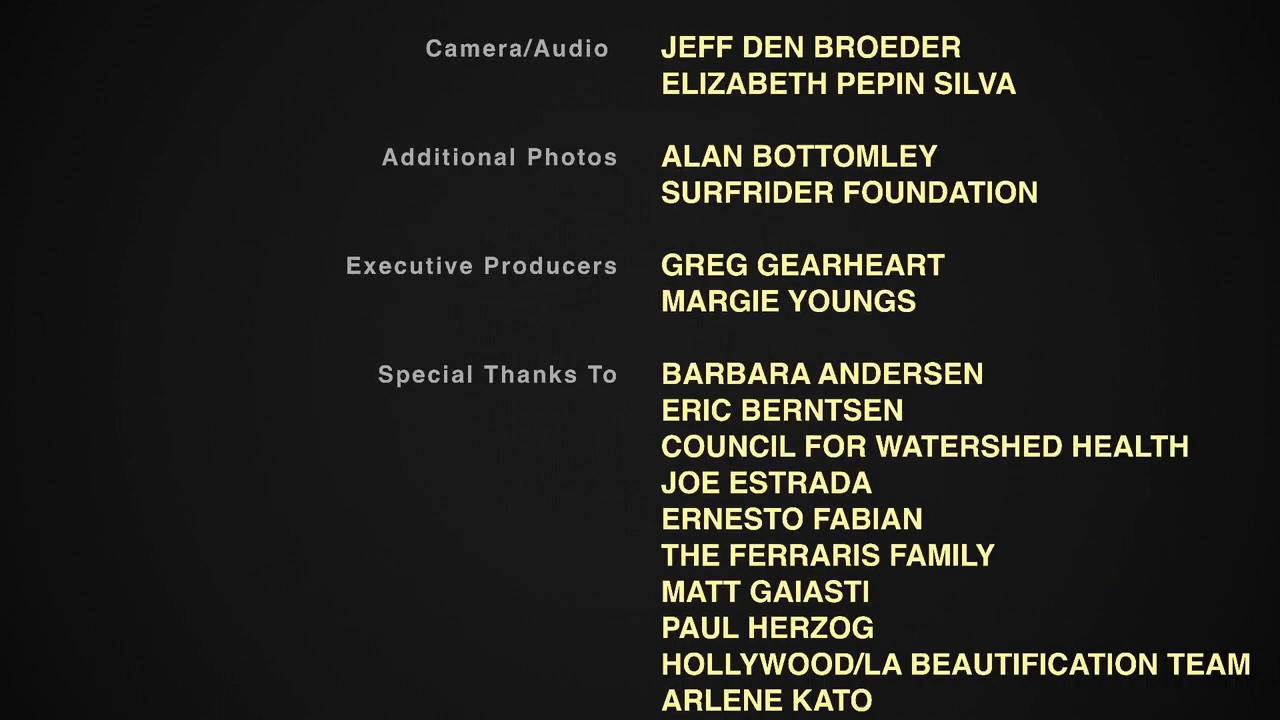 Camera/Audio JEFF DEN BROEDER
ELIZABETH PEPIN SILVA
Additional Photos ALAN BOTTOMLEY
SURFRIDER FOUNDATION
Executive Producers GREG GEARHEART
MARGIE YOUNGS
Special Thanks To BARBARA ANDERSEN
ERIC BERNTSEN
COUNCIL FOR WATERSHED HEALTH
JOE ESTRADA
ERNESTO FABIAN
THE FERRARIS FAMILY
MATT GAIASTI
PAUL HERZOG
HOLLYWOOD/LA BEAUTIFICATION TEAM
ARLENE KATO